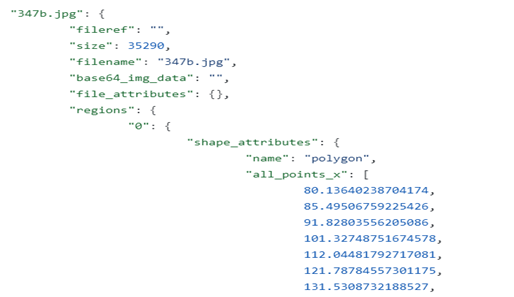 "347b.jpg": {
"fileref": "",
"size": 35290,
"filename": "347b.jpg",
"base64_img_data": "",
"file_attributes": {},
"regions": {
"0": {
"shape_attributes": {
"name": "polygon",
"all_points_x": [
80.13640238704174,
85.49506759225426,
91.82803556205086,
101.32748751674578,
112.04481792717081,
121.78784557301175,
131.5308732188527,